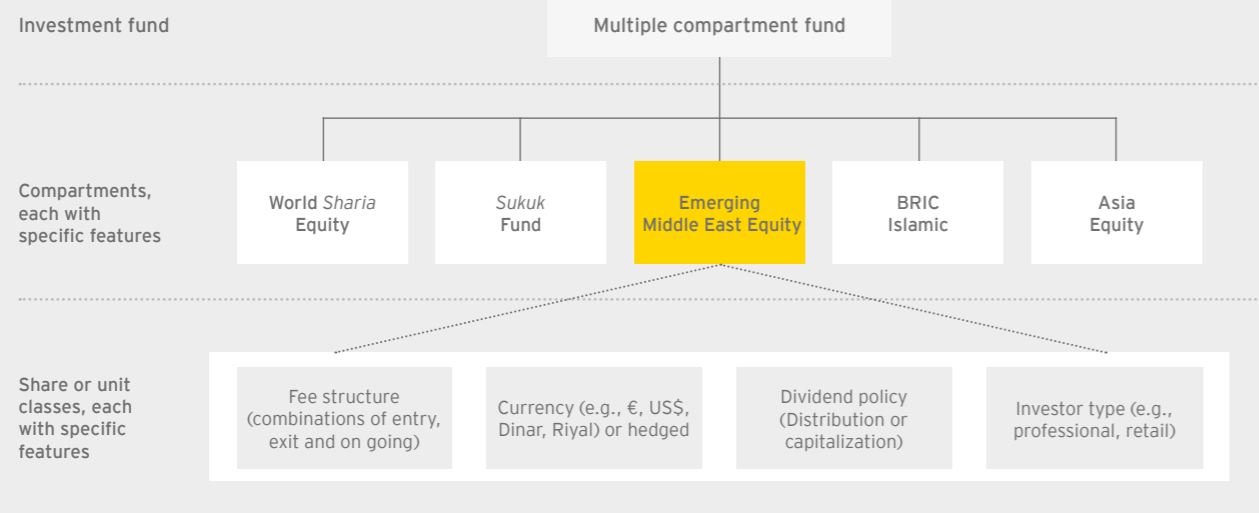 Investment fund
Multiple compartment fund
Compartments,
each with
specific features
World Sharia
Equity
Sukuk
Fund
Emerging
Middle East Equity
BRIC
Islamic
Asia
Equity
Share or unit
classes, each
with specific
features
Fee structure
(combinations of entry,
exit and on going)
Currency (e.g., €, US$,
Dinar, Riyal) or hedged
Dividend policy
(Distribution or
capitalization)
Investor type (e.g.,
professional, retail)